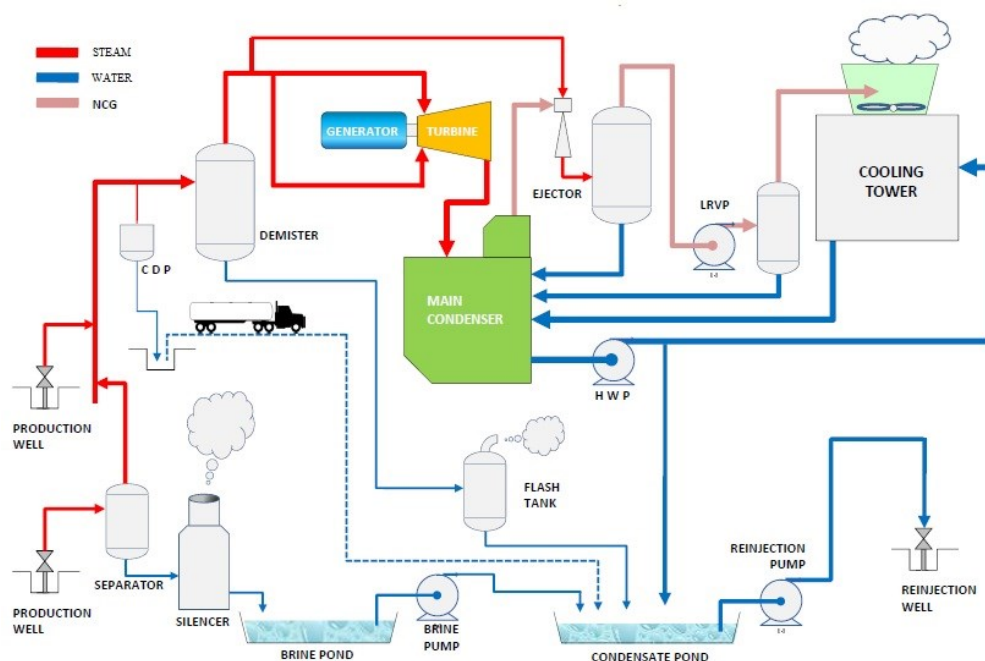 STEAM
WATER
NCG
GENERATOR
TURBINE
EJECTOR
LRVP
COOLING
TOWER
DEMISTER
C D P
MAIN
CONDENSER
H W P
PRODUCTION
WELL
FLASH
TANK
SEPARATOR
SILENCER
PRODUCTION
WELL
BRINE POND
BRINE
PUMP
CONDENSATE POND
REINJECTION
PUMP
REINJECTION
WELL